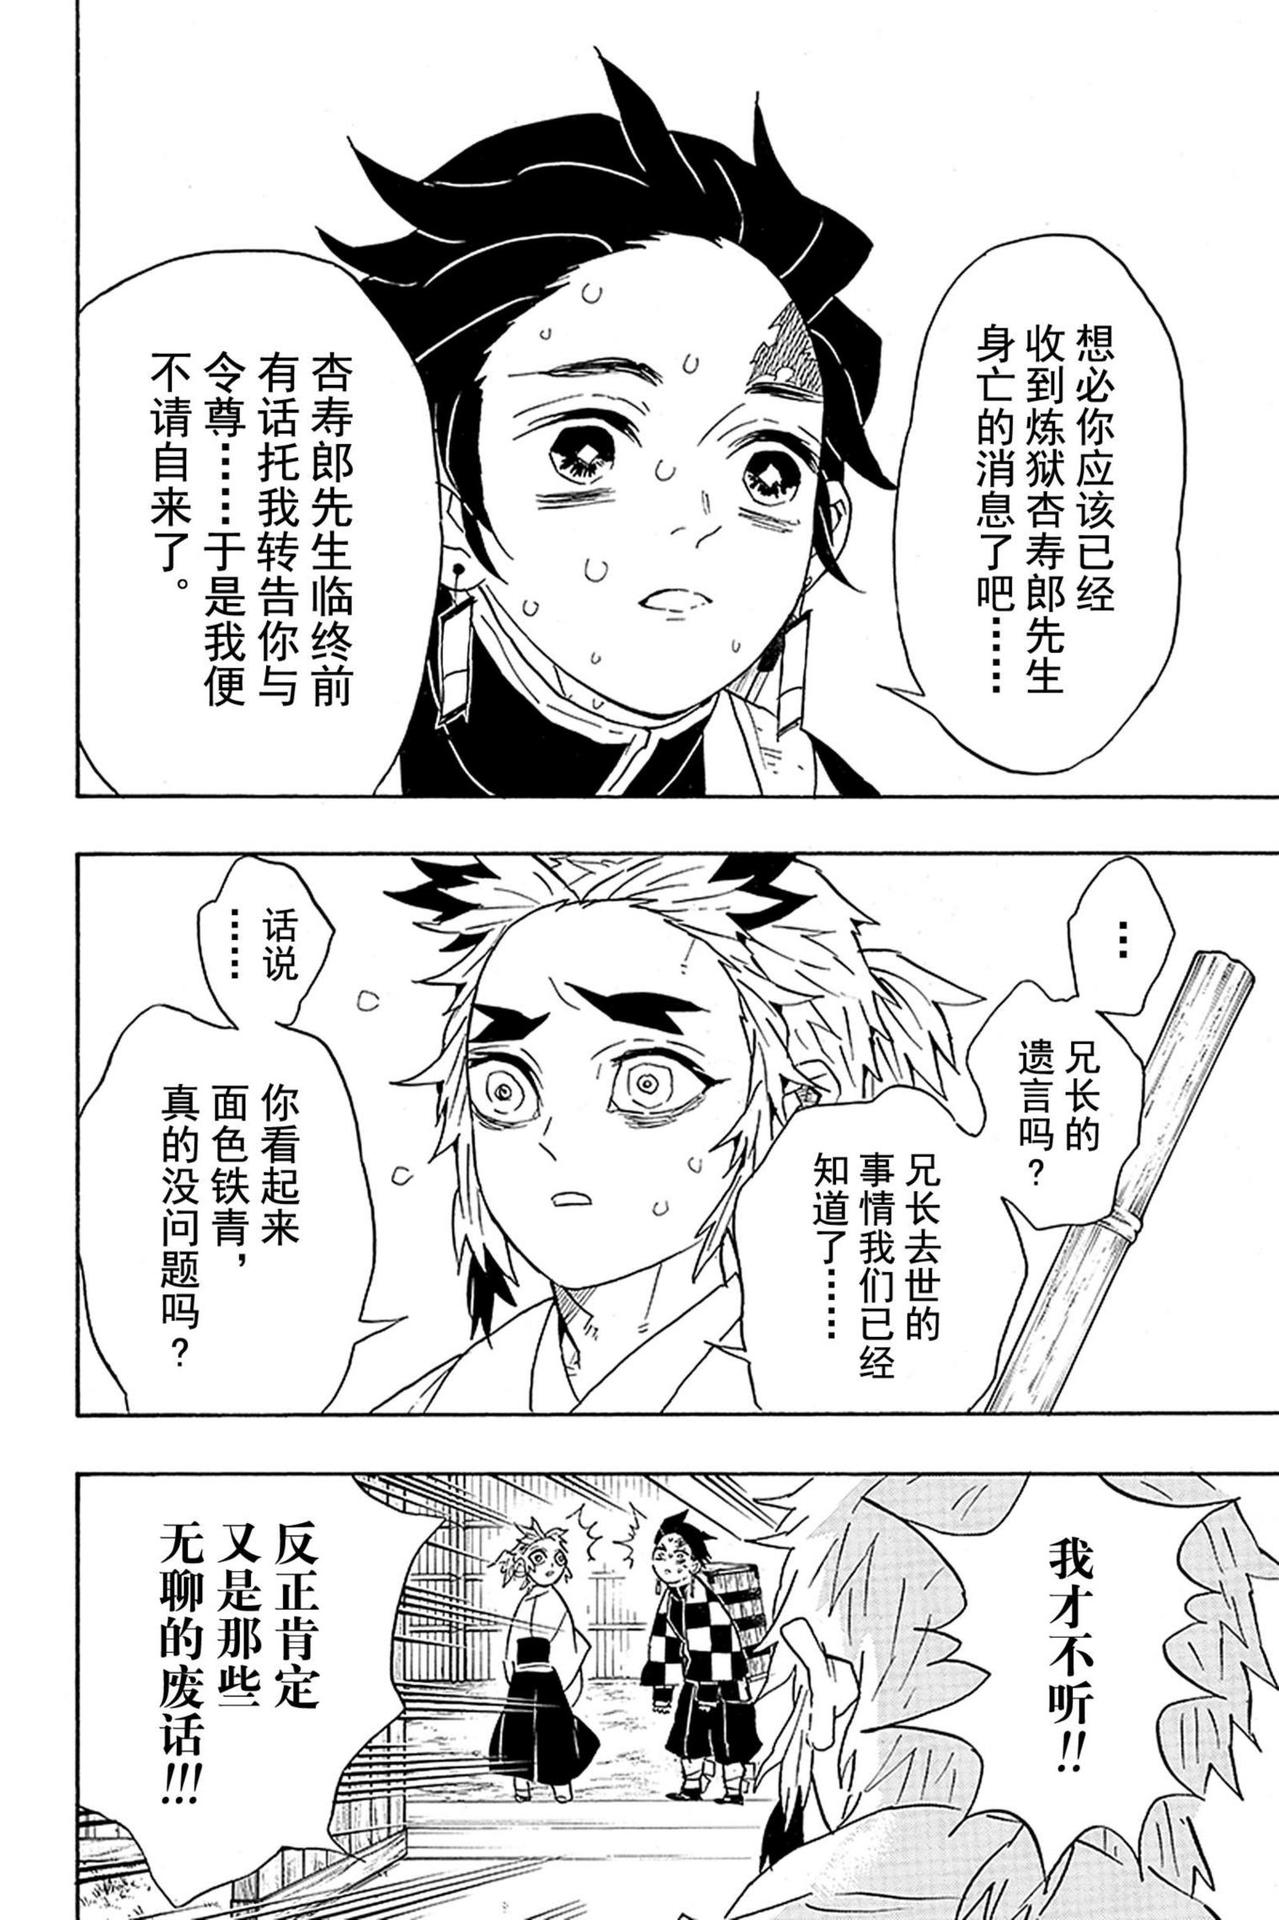 想必你应该已经
收到炼狱杏寿郎先生
身亡的消息了吧……
杏寿郎先生临终前
有话托我转告你与
令尊……于是我便
不请自来了。
…
兄长的
遗言吗？
兄长去世的
事情我们已经
知道了……
话说
……
你看起来
面色铁青，
真的没问题吗？
我才不听!!
反正肯定
又是那些
无聊的废话!!!